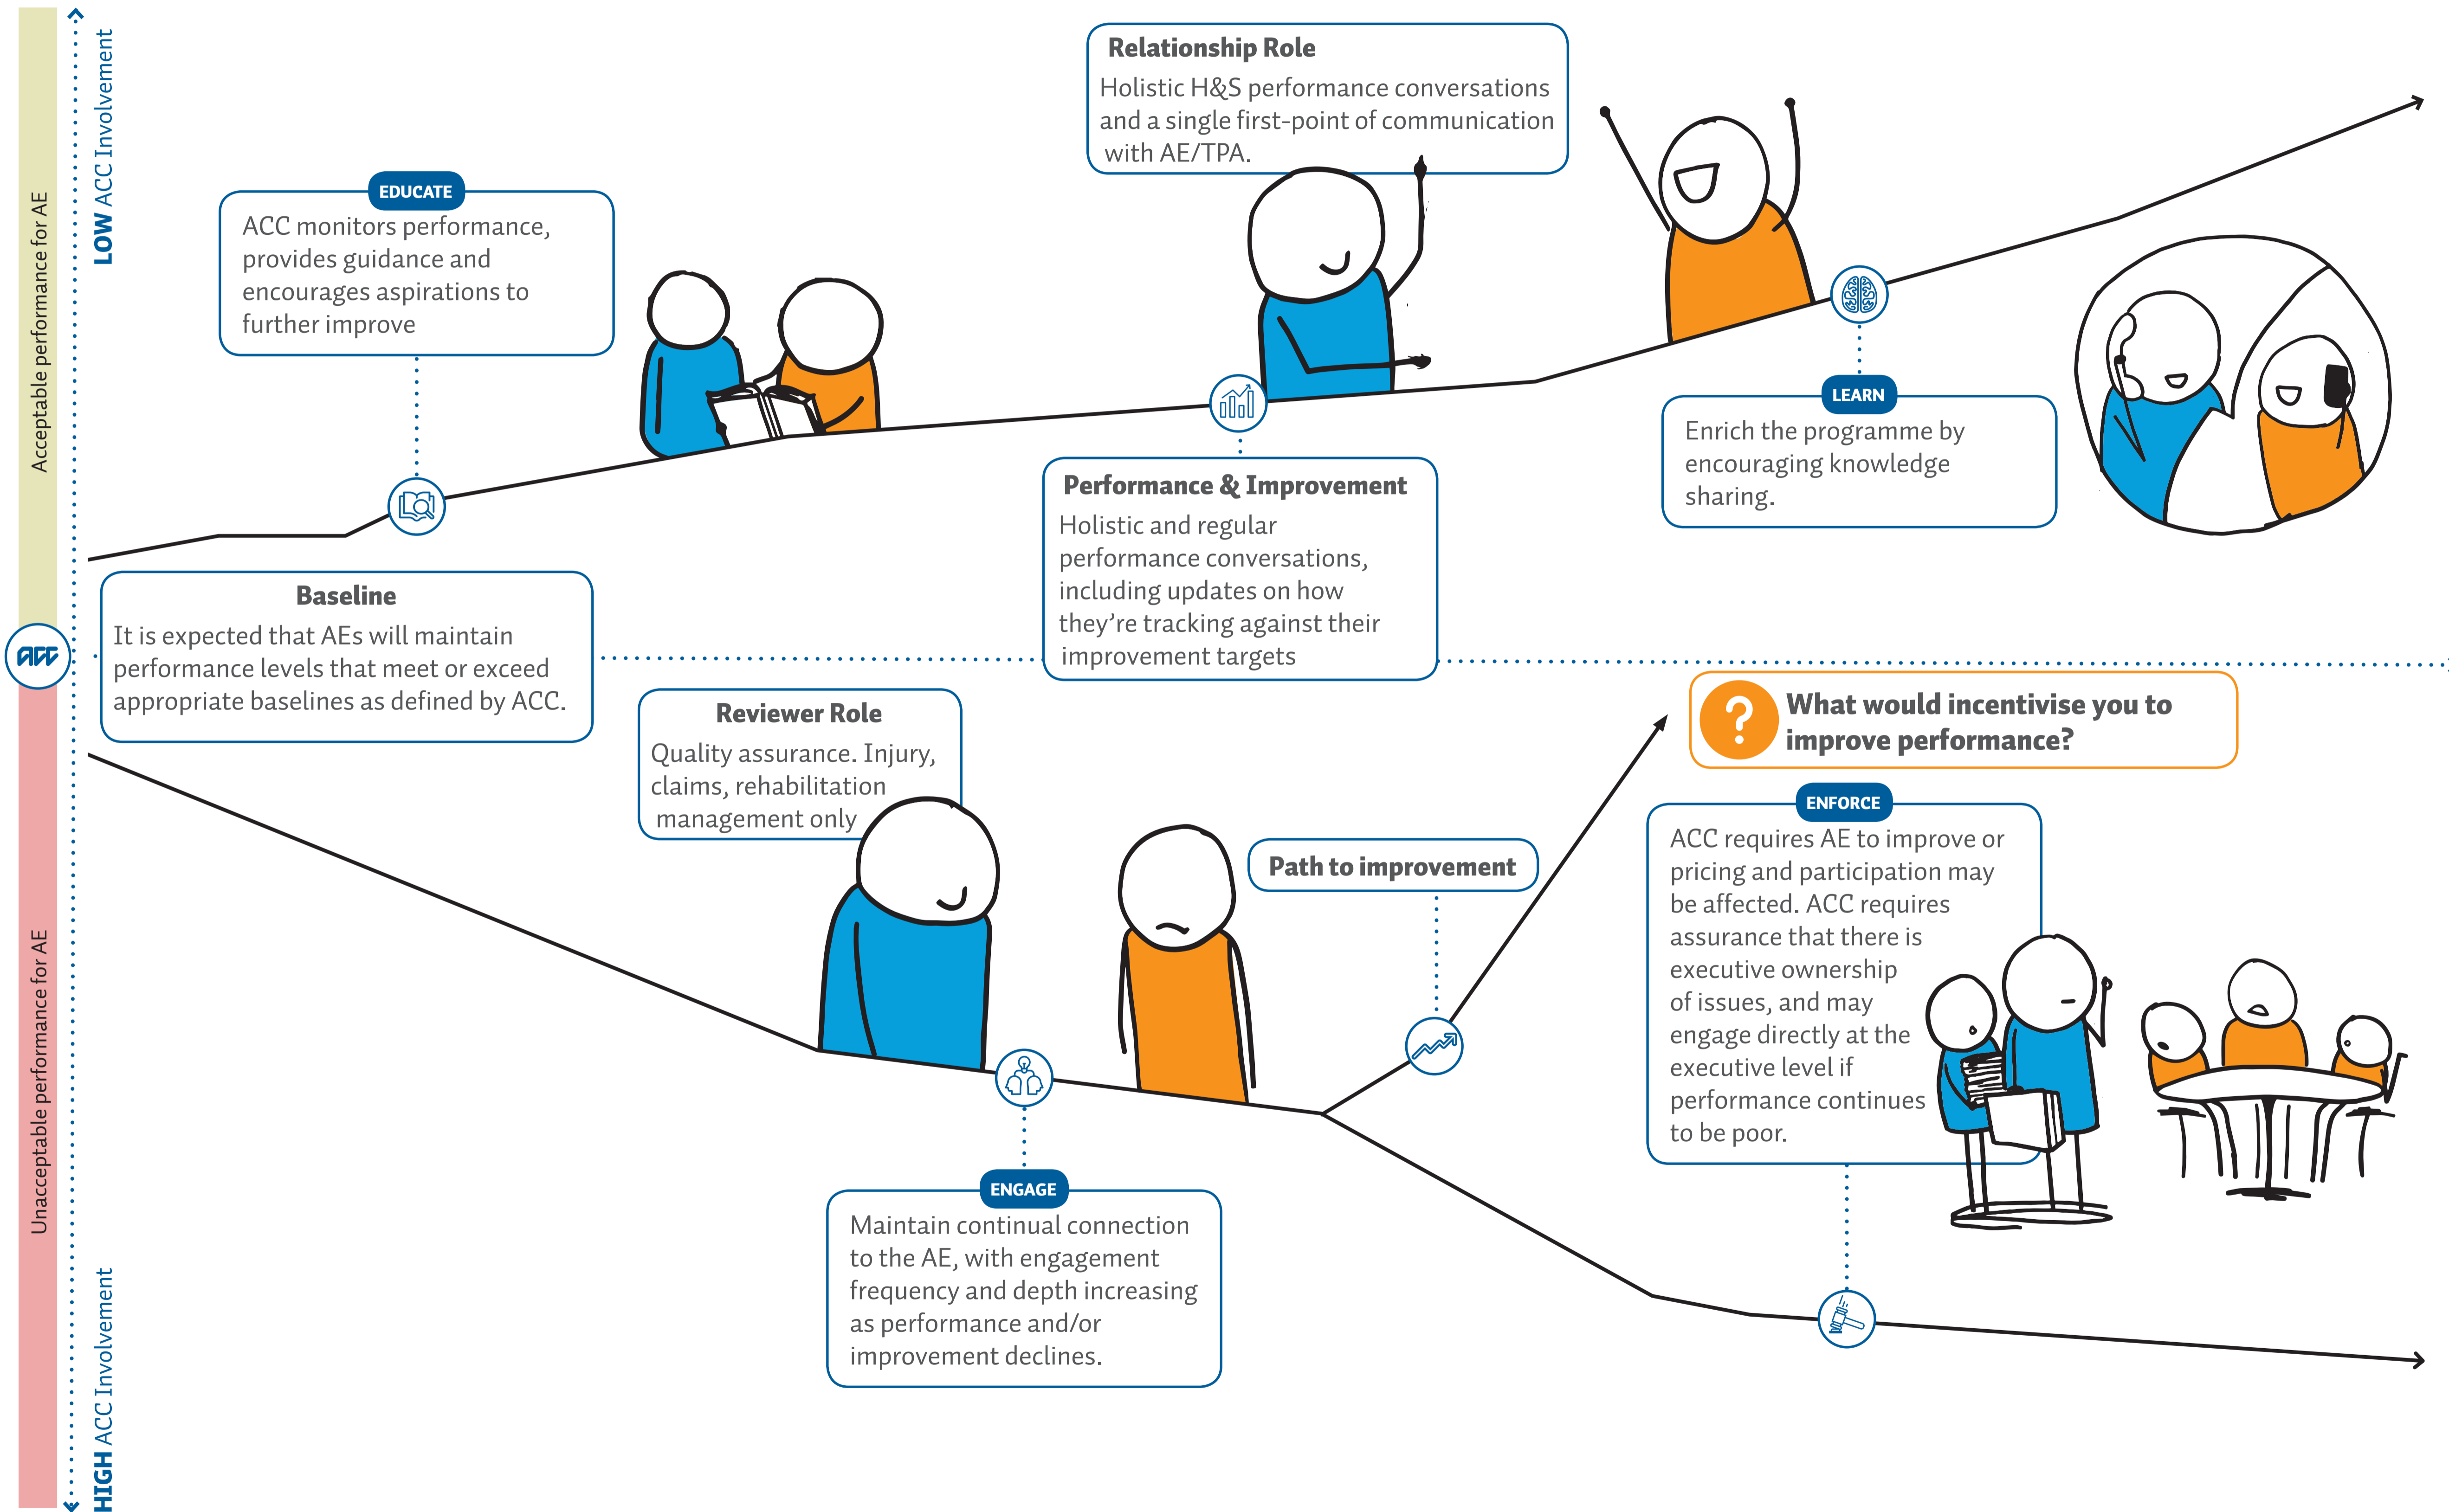 Acceptable performance for AE
LOW ACC Involvement
Relationship Role
Holistic H&S performance conversations
and a single first-point of communication
with AE/TPA.
EDUCATE
ACC monitors performance,
provides guidance and
encourages aspirations to
further improve
LEARN
Enrich the programme by
encouraging knowledge
sharing.
Performance & Improvement
Holistic and regular
performance conversations,
including updates on how
they're tracking against their
improvement targets
Baseline
It is expected that AEs will maintain
performance levels that meet or exceed
appropriate baselines as defined by ACC.
ACC
Reviewer Role
Quality assurance. Injury,
claims, rehabilitation
management only
? What would incentivise you to
improve performance?
Path to improvement
ENFORCE
ACC requires AE to improve or
pricing and participation may
be affected. ACC requires
assurance that there is
executive ownership
of issues, and may
engage directly at the
executive level if
performance continues
to be poor.
ENGAGE
Maintain continual connection
to the AE, with engagement
frequency and depth increasing
as performance and/or
improvement declines.
Unacceptable performance for AE
HIGH ACC Involvement